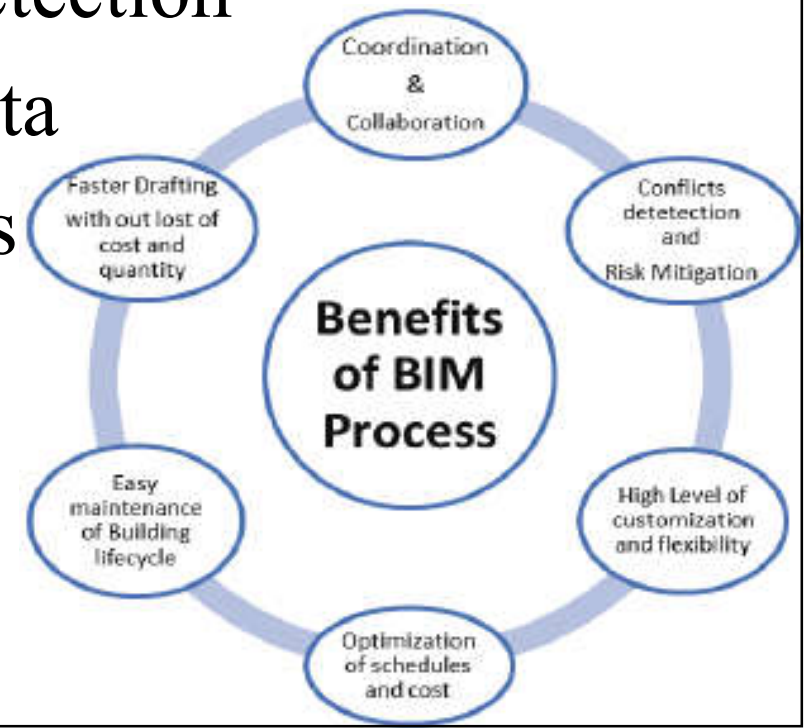 etection
ta
s
Coordination
&
Collaboration
Conflicts
detetection
and
Risk Mitigation
High Level of
customization
and flexibility
Optimization
of schedules
and cost
Easy
maintenance
of Building
lifecycle
Faster Drafting
with out lost of
cost and
quantity
Benefits
of BIM
Process